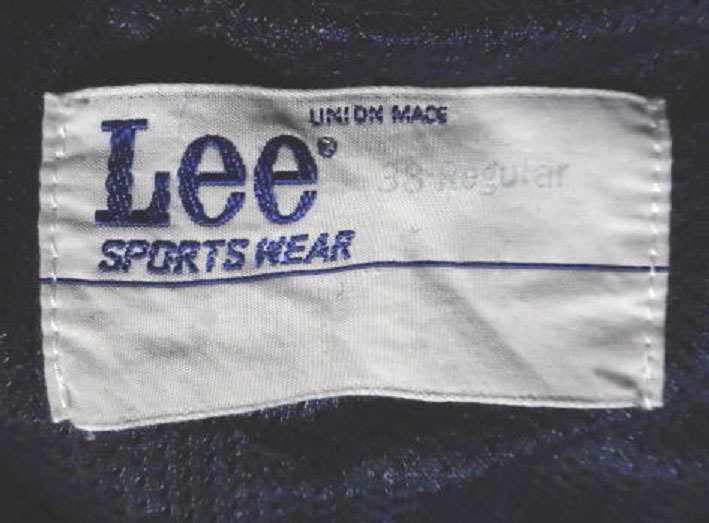 UNION MADE
Lee®
38 Regular
SPORTS WEAR